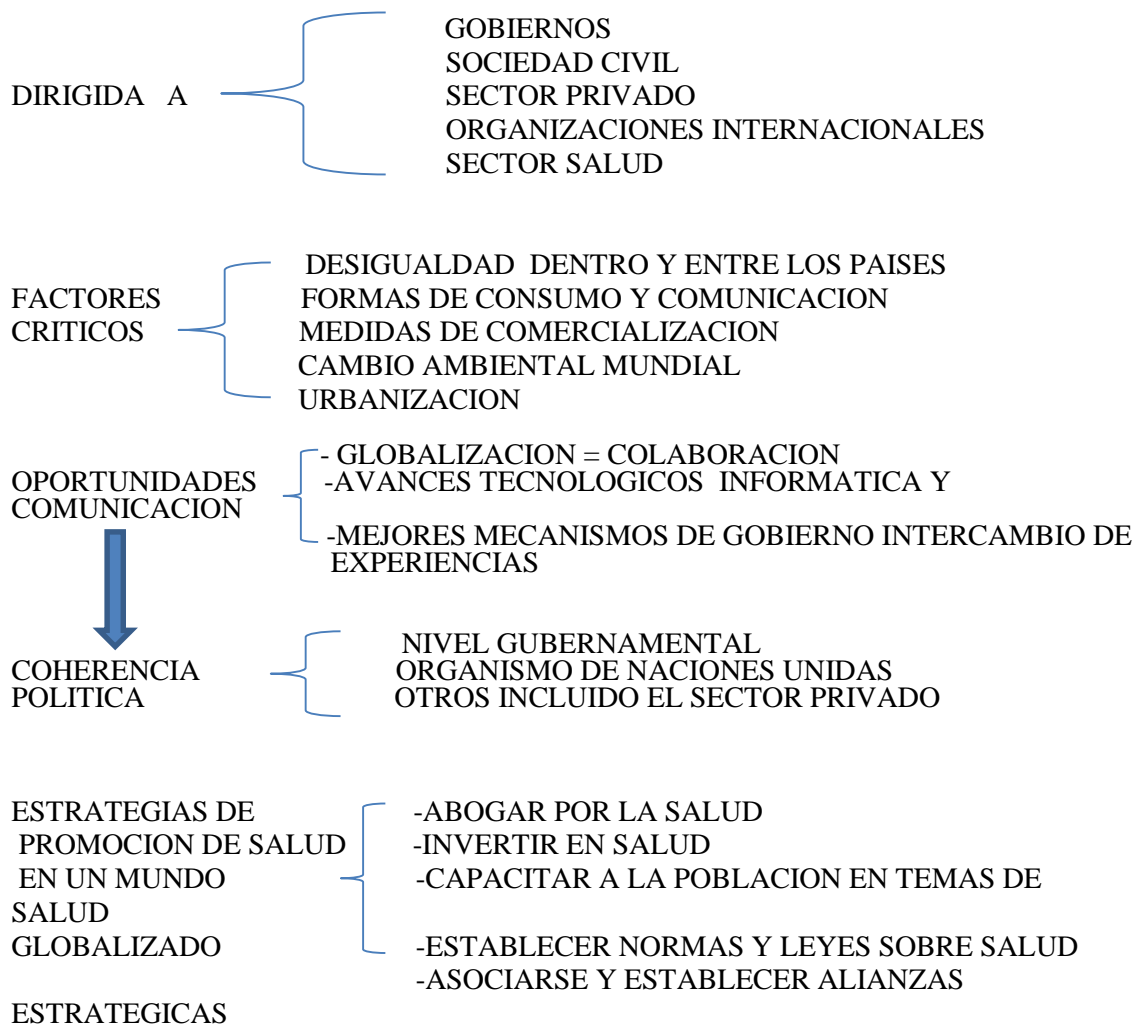 GOBIERNOS
SOCIEDAD CIVIL
DIRIGIDA A SECTOR PRIVADO
ORGANIZACIONES INTERNACIONALES
SECTOR SALUD
DESIGUALDAD DENTRO Y ENTRE LOS PAISES
FACTORES FORMAS DE CONSUMO Y COMUNICACION
CRITICOS MEDIDAS DE COMERCIALIZACION
CAMBIO AMBIENTAL MUNDIAL
URBANIZACION
- GLOBALIZACION = COLABORACION
OPORTUNIDADES -AVANCES TECNOLOGICOS INFORMATICA Y
COMUNICACION
-MEJORES MECANISMOS DE GOBIERNO INTERCAMBIO DE
EXPERIENCIAS
NIVEL GUBERNAMENTAL
COHERENCIA ORGANISMO DE NACIONES UNIDAS
POLITICA OTROS INCLUIDO EL SECTOR PRIVADO
ESTRATEGIAS DE -ABOGAR POR LA SALUD
PROMOCION DE SALUD -INVERTIR EN SALUD
EN UN MUNDO -CAPACITAR A LA POBLACION EN TEMAS DE
SALUD
GLOBALIZADO -ESTABLECER NORMAS Y LEYES SOBRE SALUD
-ASOCIARSE Y ESTABLECER ALIANZAS
ESTRATEGICAS